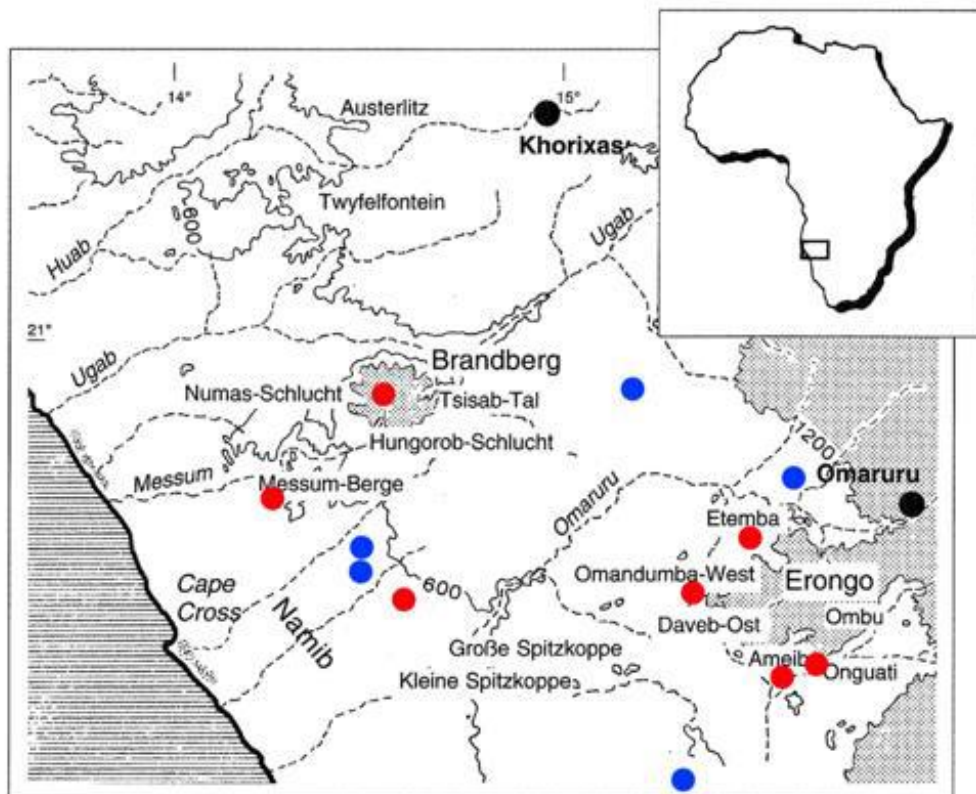 14°
15°
Austerlitz
Khorixas
Twyfelfontein
600
Huab
Ugab
21°
Ugab
Brandberg
Numas-Schlucht
Tsisab-Tal
Hungorob-Schlucht
1200
Messum
Messum-Berge
Omaruru
Omaruru
Etemba
Cape
Cross
Namib
600
Omandumba-West
Erongo
Daveb-Ost
Ombu
Große Spitzkoppe
Ameib
Onguati
Kleine Spitzkoppe